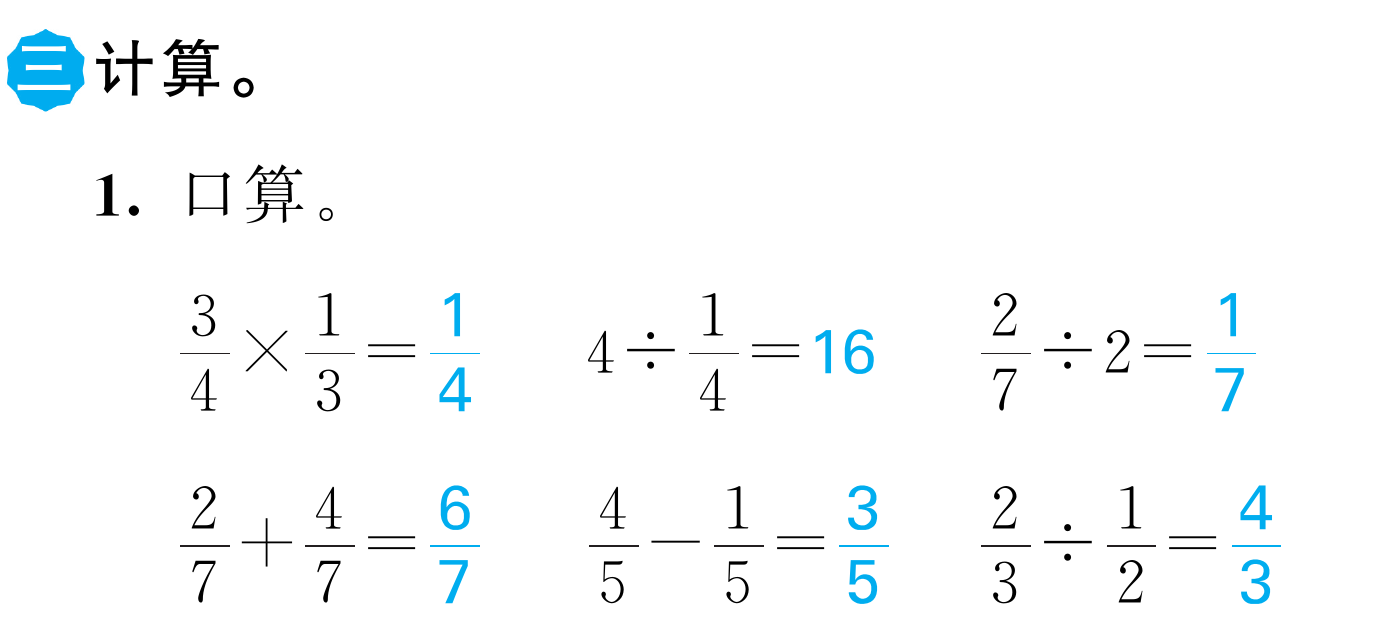 三 计算。
1. 口算。
3/4 × 1/3 = 1/4 4 ÷ 1/4 = 16 2/7 ÷ 2 = 1/7
2/7 + 4/7 = 6/7 4/5 − 1/5 = 3/5 2/3 ÷ 1/2 = 4/3